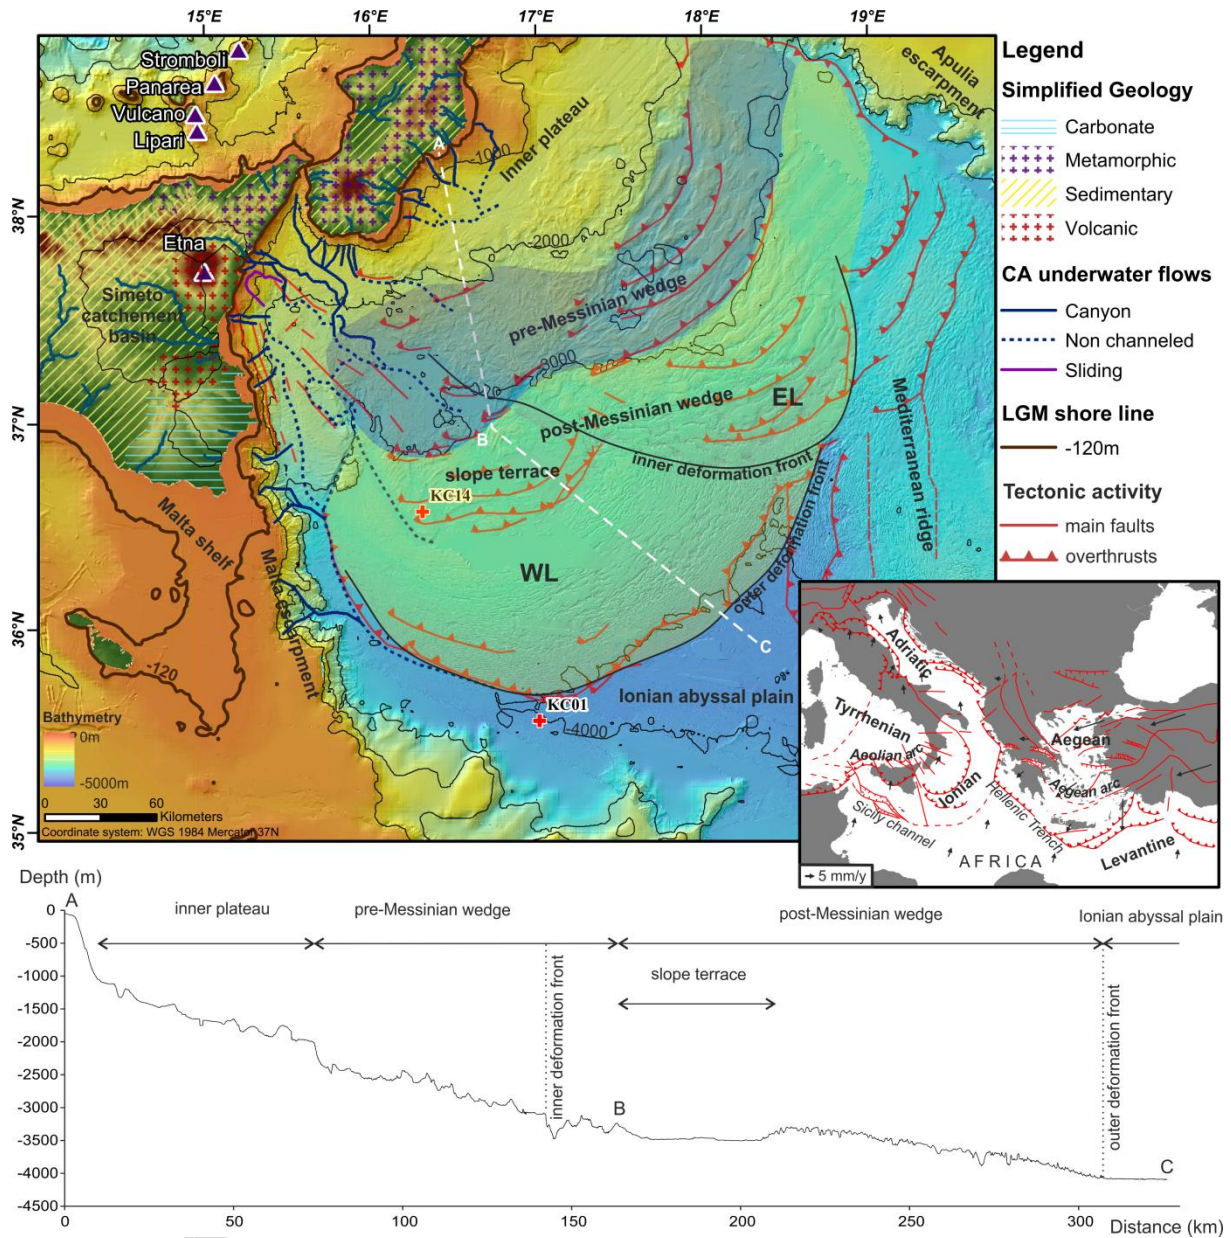 15°E 16°E 17°E 18°E 19°E
38°N
37°N
36°N
35°N
Stromboli
Panarea
Vulcano
Lipari
Etna
Simeto
catchement
basin
A
1000
Inner plateau
2000
Apulia
escarpment
pre-Messinian wedge
3000
post-Messinian wedge
EL
B
inner deformation front
slope terrace
KC14
WL
outer deformation front
Mediterranean ridge
Malta shelf
Malta escarpment
C
Ionian abyssal plain
KC01
4000
-120
Bathymetry
0m
-5000m
0 30 60
Kilometers
Coordinate system: WGS 1984 Mercator 37N
Legend
Simplified Geology
Carbonate
Metamorphic
Sedimentary
Volcanic
CA underwater flows
Canyon
Non channeled
Sliding
LGM shore line
-120m
Tectonic activity
main faults
overthrusts
Adriatic
Tyrrhenian
Aeolian arc
Ionian
Aegean
Aegean arc
Sicily channel
Hellenic Trench
AFRICA
Levantine
5 mm/y
Depth (m)
A
inner plateau
pre-Messinian wedge
post-Messinian wedge
Ionian abyssal plain
slope terrace
inner deformation front
outer deformation front
B
C
0
-500
-1000
-1500
-2000
-2500
-3000
-3500
-4000
-4500
0 50 100 150 200 250 300
Distance (km)